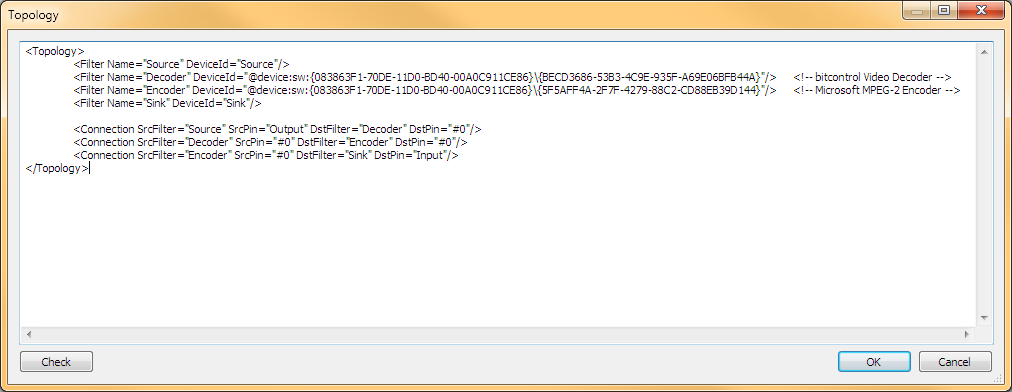 Topology
<Topology>
<Filter Name="Source" DeviceId="Source"/>
<Filter Name="Decoder" DeviceId="@device:sw:{083863F1-70DE-11D0-BD40-00A0C911CE86}\{BECD3686-53B3-4C9E-935F-A69E06BFB44A}"/> <!-- bitcontrol Video Decoder -->
<Filter Name="Encoder" DeviceId="@device:sw:{083863F1-70DE-11D0-BD40-00A0C911CE86}\{5F5AFF4A-2F7F-4279-88C2-CD88EB39D144}"/> <!-- Microsoft MPEG-2 Encoder -->
<Filter Name="Sink" DeviceId="Sink"/>
<Connection SrcFilter="Source" SrcPin="Output" DstFilter="Decoder" DstPin="#0"/>
<Connection SrcFilter="Decoder" SrcPin="#0" DstFilter="Encoder" DstPin="#0"/>
<Connection SrcFilter="Encoder" SrcPin="#0" DstFilter="Sink" DstPin="Input"/>
</Topology>
Check
OK
Cancel